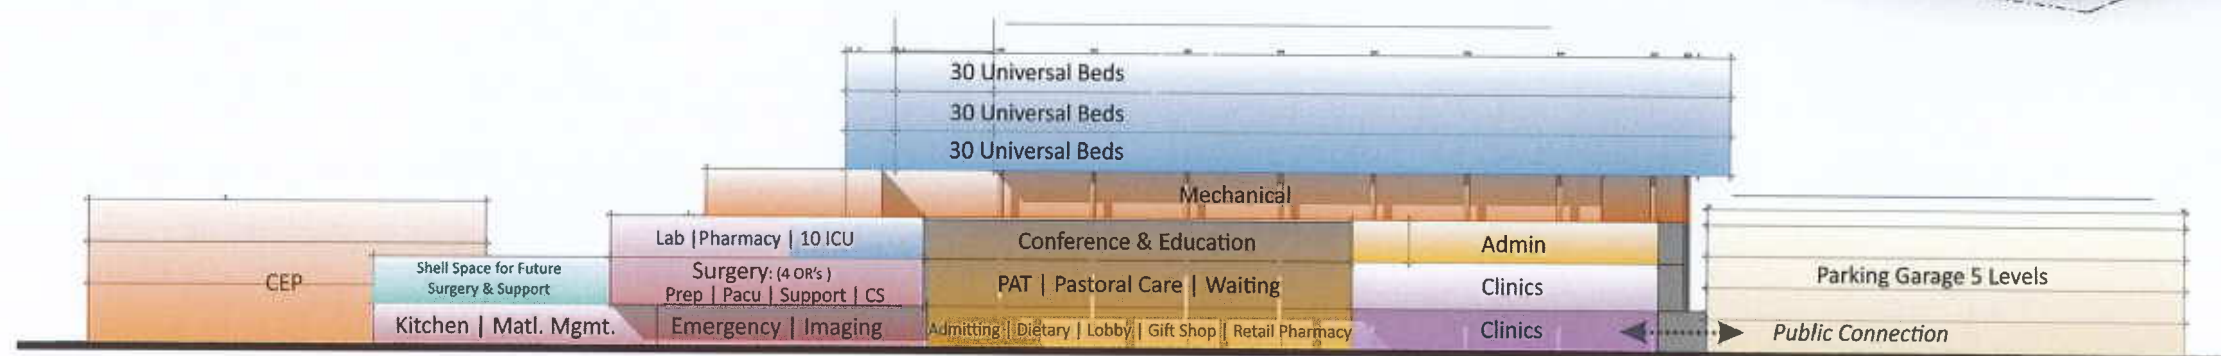 30 Universal Beds
30 Universal Beds
30 Universal Beds
Mechanical
Lab | Pharmacy | 10 ICU
Conference & Education
Admin
CEP
Shell Space for Future
Surgery & Support
Surgery: (4 OR's )
Prep | Pacu | Support | CS
PAT | Pastoral Care | Waiting
Clinics
Parking Garage 5 Levels
Kitchen | Matl. Mgmt.
Emergency | Imaging
Admitting | Dietary | Lobby | Gift Shop | Retail Pharmacy
Clinics
Public Connection